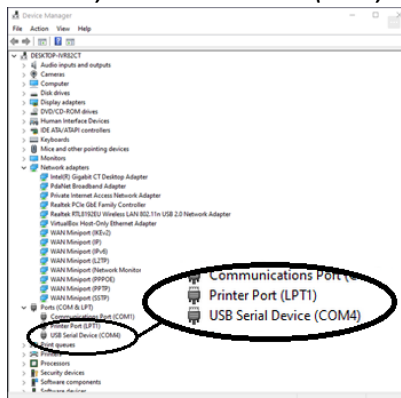 Device Manager
File Action View Help
DESKTOP-IVR82CT
Audio inputs and outputs
Cameras
Computer
Disk drives
Display adapters
DVD/CD-ROM drives
Human Interface Devices
IDE ATA/ATAPI controllers
Keyboards
Mice and other pointing devices
Monitors
Network adapters
Intel(R) Gigabit CT Desktop Adapter
PdaNet Broadband Adapter
Private Internet Access Network Adapter
Realtek PCIe GbE Family Controller
Realtek RTL8192EU Wireless LAN 802.11n USB 2.0 Network Adapter
VirtualBox Host-Only Ethernet Adapter
WAN Miniport (IKEv2)
WAN Miniport (IP)
WAN Miniport (IPv6)
WAN Miniport (L2TP)
WAN Miniport (Network Monitor
WAN Miniport (PPPOE)
WAN Miniport (PPTP)
WAN Miniport (SSTP)
Ports (COM & LPT)
Communications Port (COM1)
Printer Port (LPT1)
USB Serial Device (COM4)
Print queues
Printers
Processors
Security devices
Software components
Software devices
Communications Port (C
Printer Port (LPT1)
USB Serial Device (COM4)